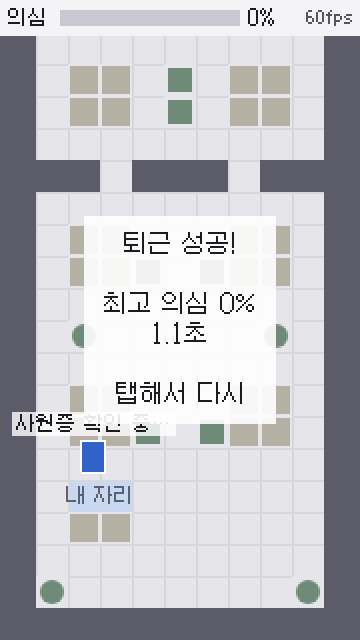 의심 0% 60fps
퇴근 성공!
최고 의심 0%
1.1초
탭해서 다시
사원증 확인 중…
내 자리